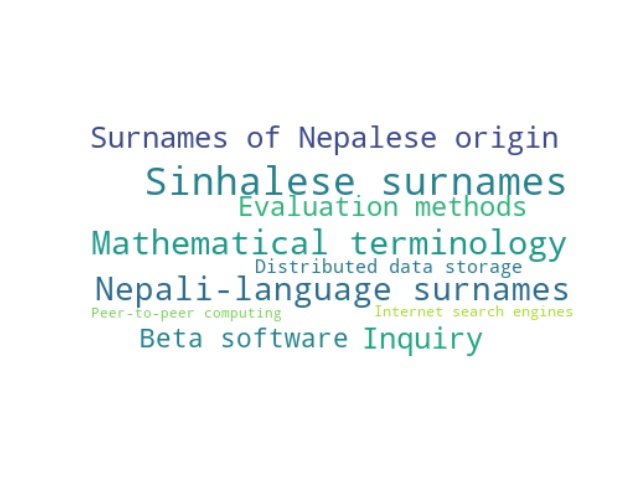 Surnames of Nepalese origin
Sinhalese surnames
Evaluation methods
Mathematical terminology
Distributed data storage
Nepali-language surnames
Peer-to-peer computing
Internet search engines
Beta software
Inquiry